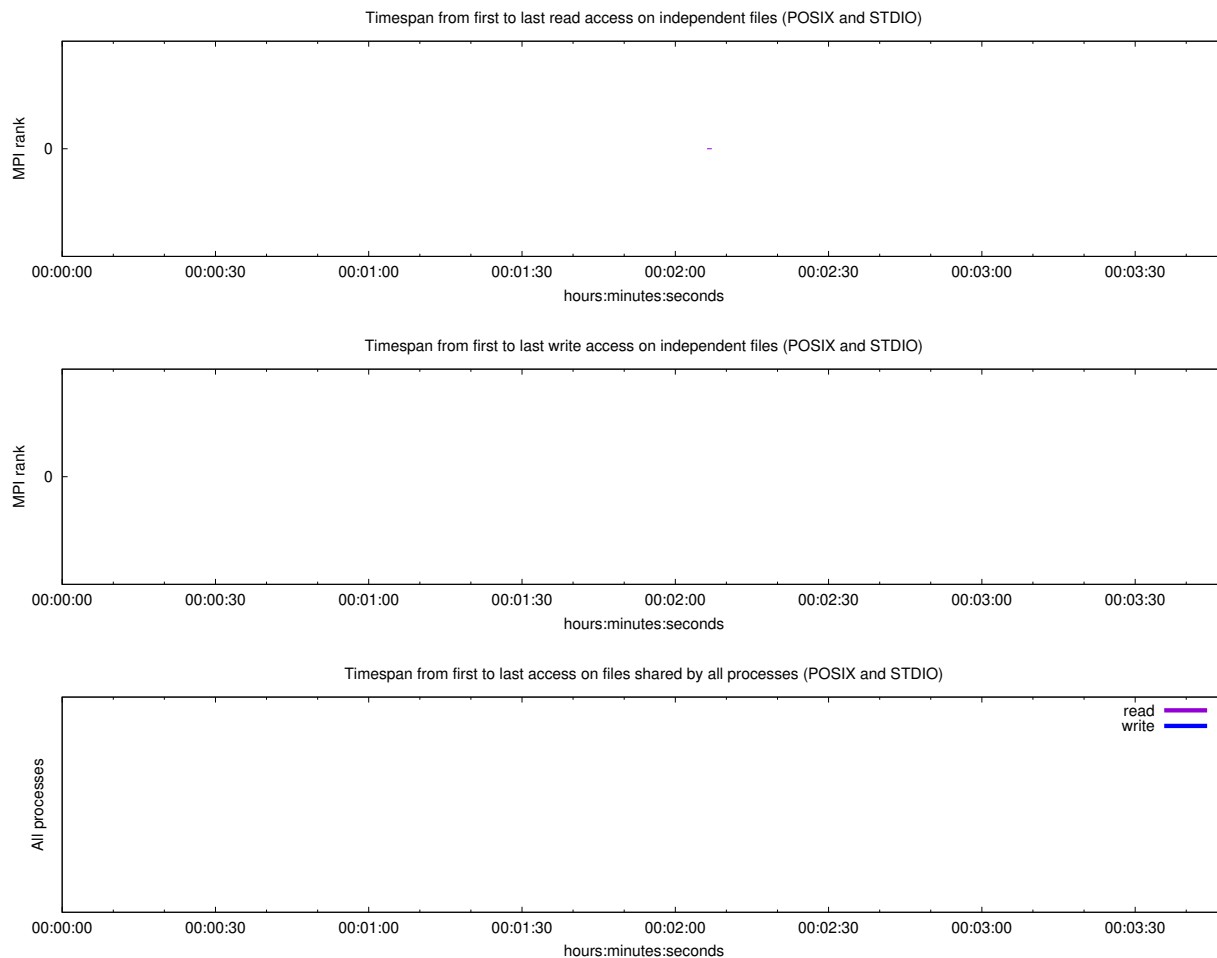 Timespan from first to last read access on independent files (POSIX and STDIO)
MPI rank
0
00:00:00 00:00:30 00:01:00 00:01:30 00:02:00 00:02:30 00:03:00 00:03:30
hours:minutes:seconds
Timespan from first to last write access on independent files (POSIX and STDIO)
MPI rank
0
00:00:00 00:00:30 00:01:00 00:01:30 00:02:00 00:02:30 00:03:00 00:03:30
hours:minutes:seconds
Timespan from first to last access on files shared by all processes (POSIX and STDIO)
read
write
All processes
00:00:00 00:00:30 00:01:00 00:01:30 00:02:00 00:02:30 00:03:00 00:03:30
hours:minutes:seconds